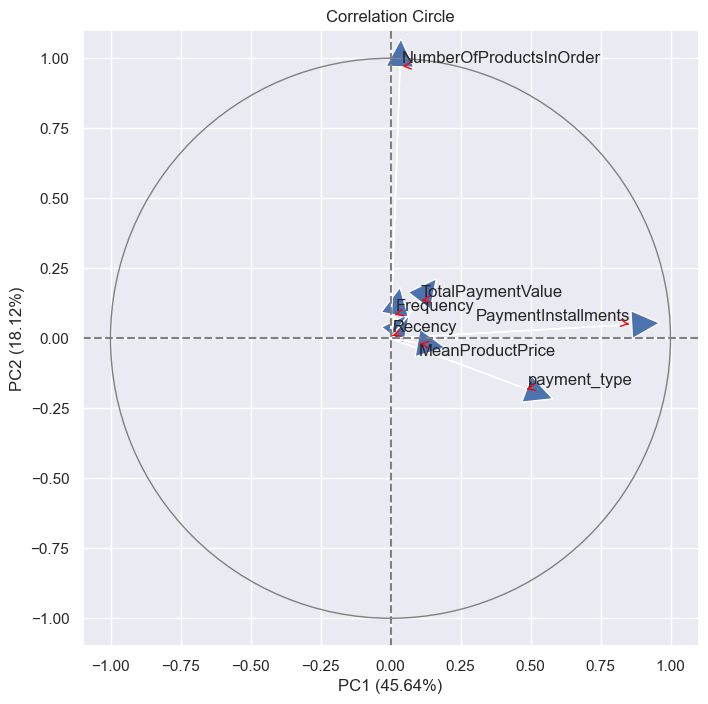 Correlation Circle
1.00
NumberOfProductsInOrder
0.75
0.50
0.25
TotalPaymentValue
Frequency
PaymentInstallments
Recency
0.00
MeanProductPrice
payment_type
−0.25
−0.50
−0.75
−1.00
PC2 (18.12%)
−1.00 −0.75 −0.50 −0.25 0.00 0.25 0.50 0.75 1.00
PC1 (45.64%)